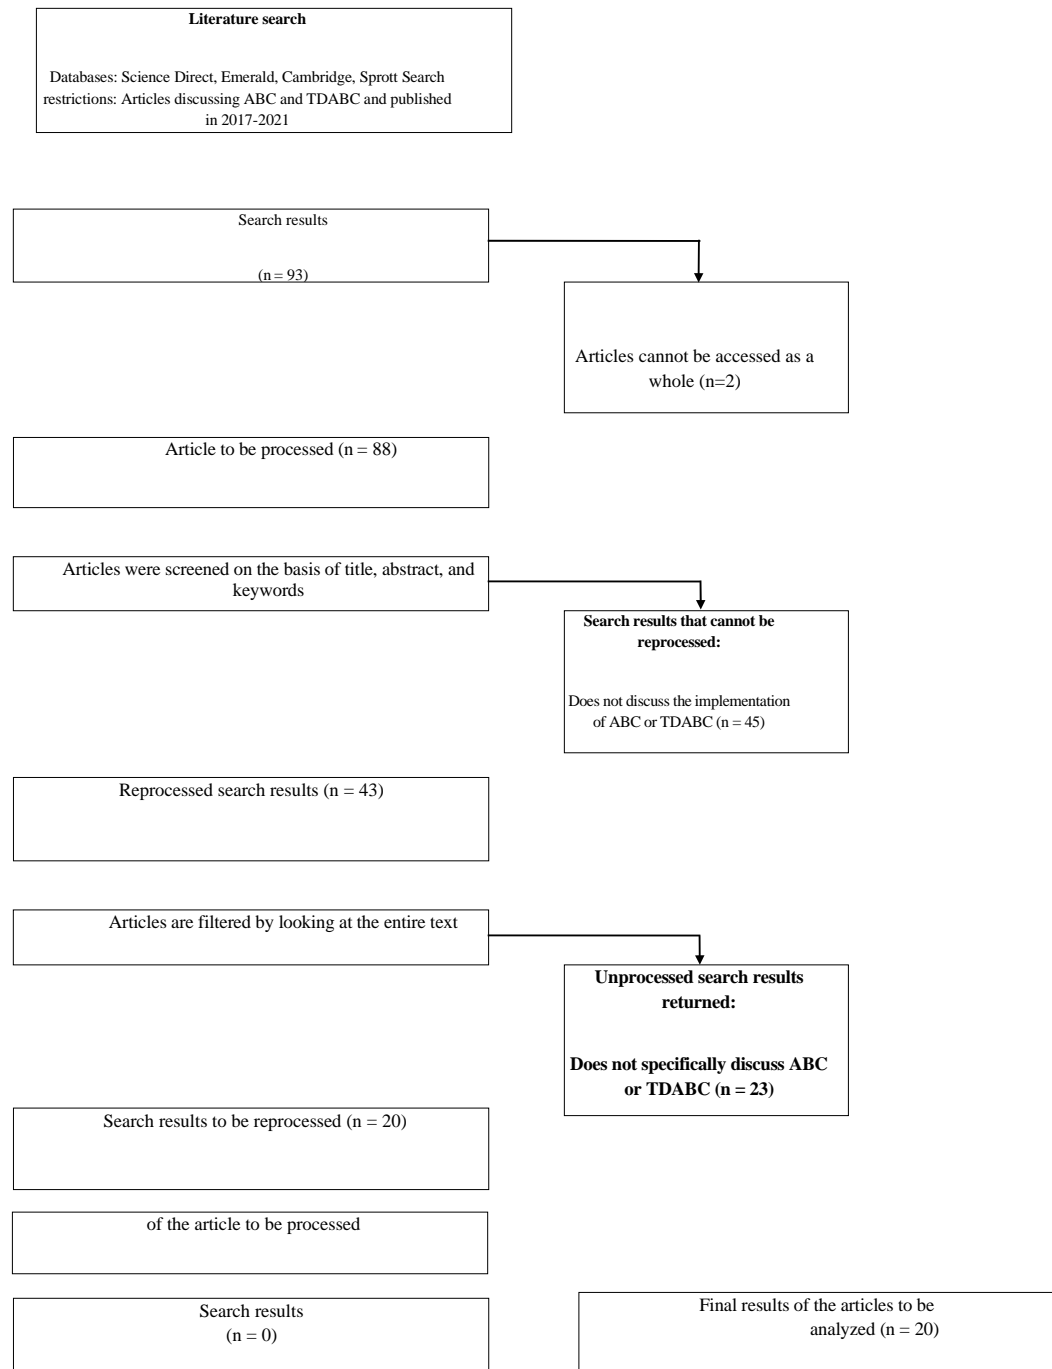 Literature search
Databases: Science Direct, Emerald, Cambridge, Sprott Search
restrictions: Articles discussing ABC and TDABC and published
in 2017-2021
Search results
(n = 93)
Articles cannot be accessed as a
whole (n=2)
Article to be processed (n = 88)
Articles were screened on the basis of title, abstract, and
keywords
Search results that cannot be
reprocessed:
Does not discuss the implementation
of ABC or TDABC (n = 45)
Reprocessed search results (n = 43)
Articles are filtered by looking at the entire text
Unprocessed search results
returned:
Does not specifically discuss ABC
or TDABC (n = 23)
Search results to be reprocessed (n = 20)
of the article to be processed
Search results
(n = 0)
Final results of the articles to be
analyzed (n = 20)